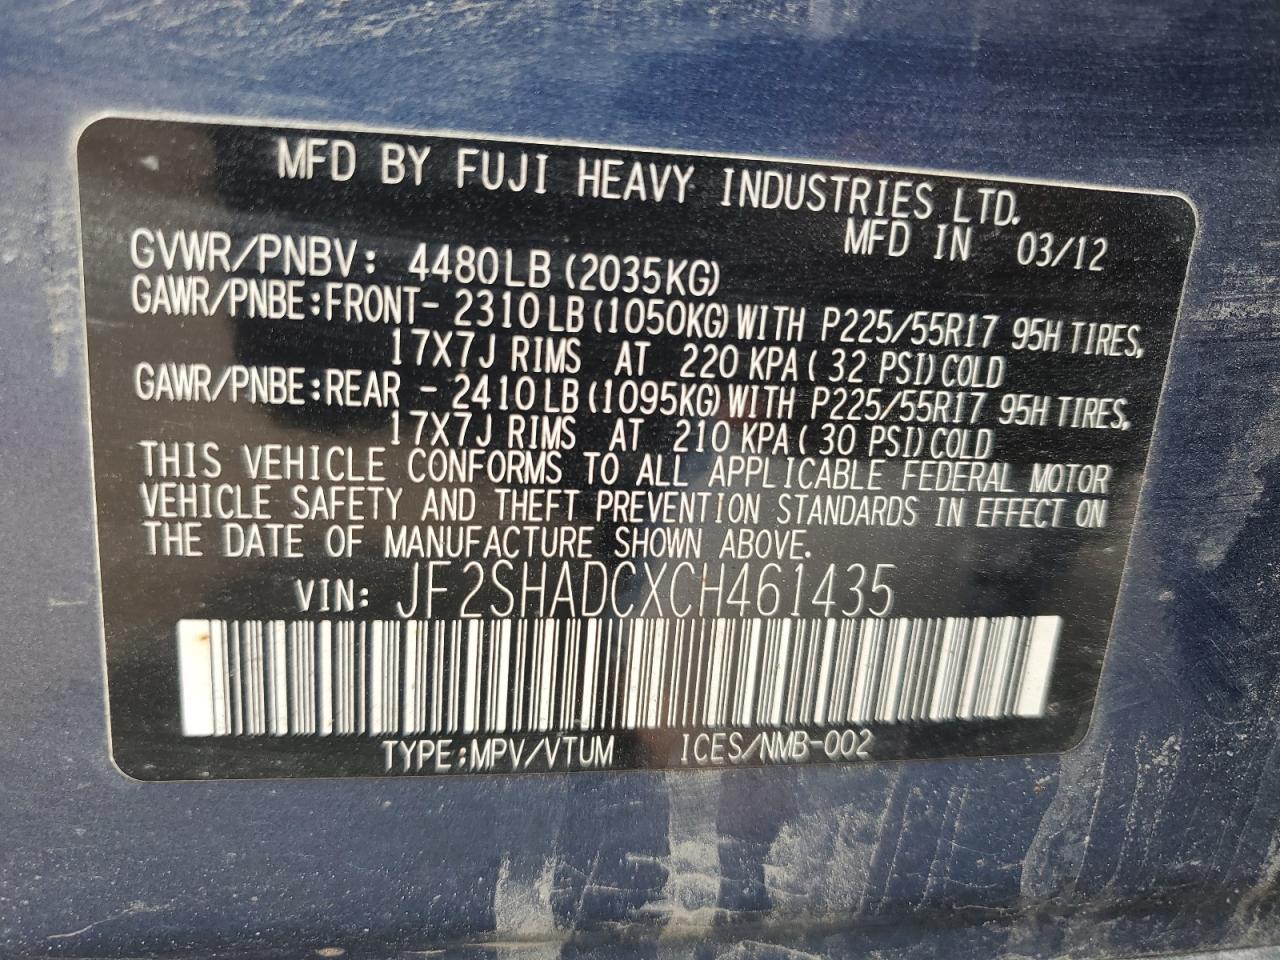 MFD BY FUJI HEAVY INDUSTRIES LTD.
MFD IN 03/12
GVWR/PNBV: 4480LB (2035KG)
GAWR/PNBE:FRONT- 2310LB (1050KG) WITH P225/55R17 95H TIRES,
17X7J RIMS AT 220 KPA ( 32 PSI) COLD
GAWR/PNBE:REAR - 2410LB (1095KG) WITH P225/55R17 95H TIRES,
17X7J RIMS AT 210 KPA ( 30 PSI) COLD
THIS VEHICLE CONFORMS TO ALL APPLICABLE FEDERAL MOTOR
VEHICLE SAFETY AND THEFT PREVENTION STANDARDS IN EFFECT ON
THE DATE OF MANUFACTURE SHOWN ABOVE.
VIN: JF2SHADCXCH461435
TYPE:MPV/VTUM ICES/NMB-002